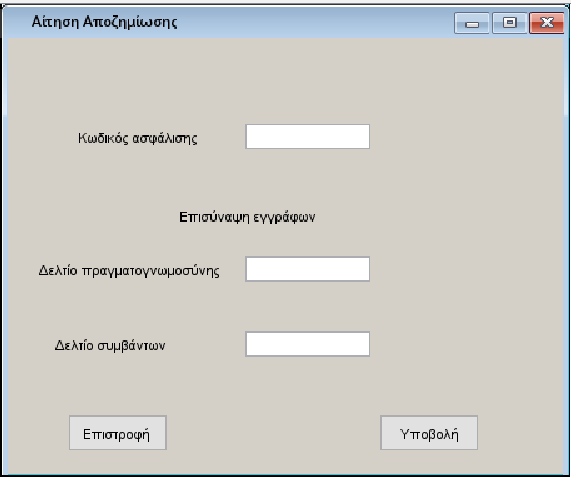 Αίτηση Αποζημίωσης
Κωδικός ασφάλισης
Επισύναψη εγγράφων
Δελτίο πραγματογνωμοσύνης
Δελτίο συμβάντων
Επιστροφή Υποβολή